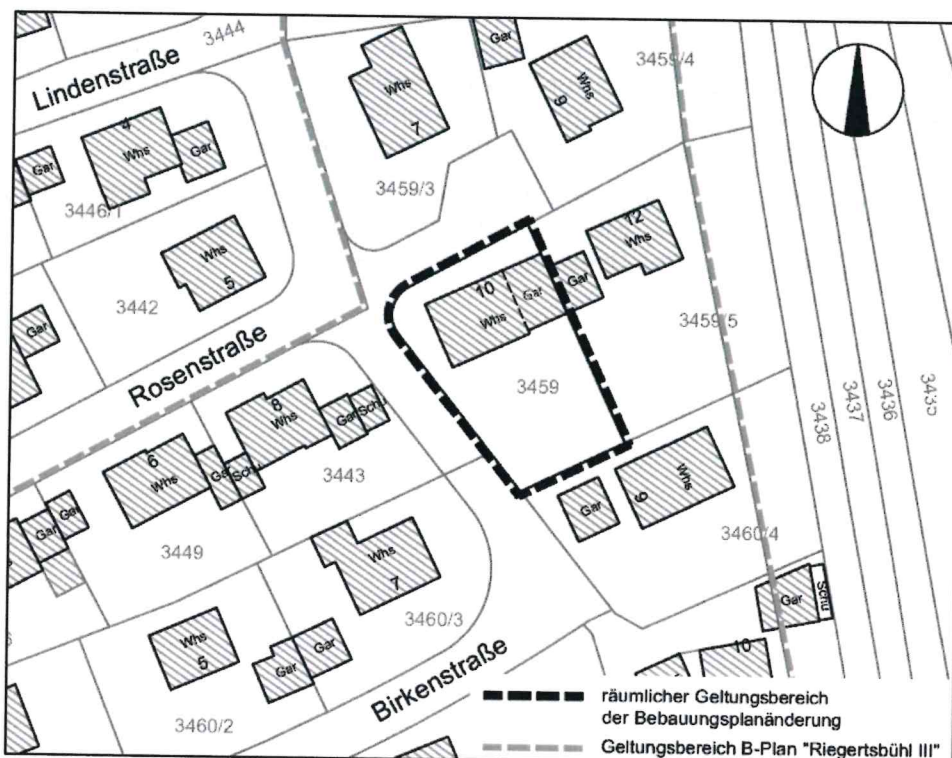 3444
Lindenstraße
Gar
3459/4
Whs
7
Whs
9
4
Whs
Gar
Gar
3446/1
3459/3
Whs
5
3442
12
Whs
10
Whs
Gar
Gar
Gar
3459/5
Rosenstraße
3459
3438
3437
3436
3435
8
Whs
Gar
Schu
6
Whs
Gar
Schu
3443
Whs
9
Gar
Gar
Gar
3449
3460/4
Whs
7
Gar
Schu
3460/3
Whs
5
Gar
Gar
10
Birkenstraße
3460/2
räumlicher Geltungsbereich
der Bebauungsplanänderung
Geltungsbereich B-Plan "Riegertsbühl III"